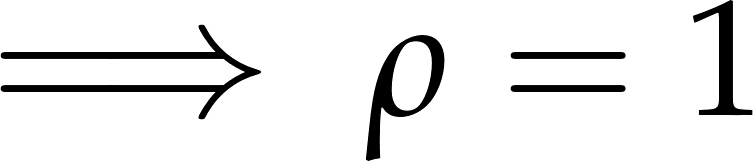 ⟹ ρ = 1